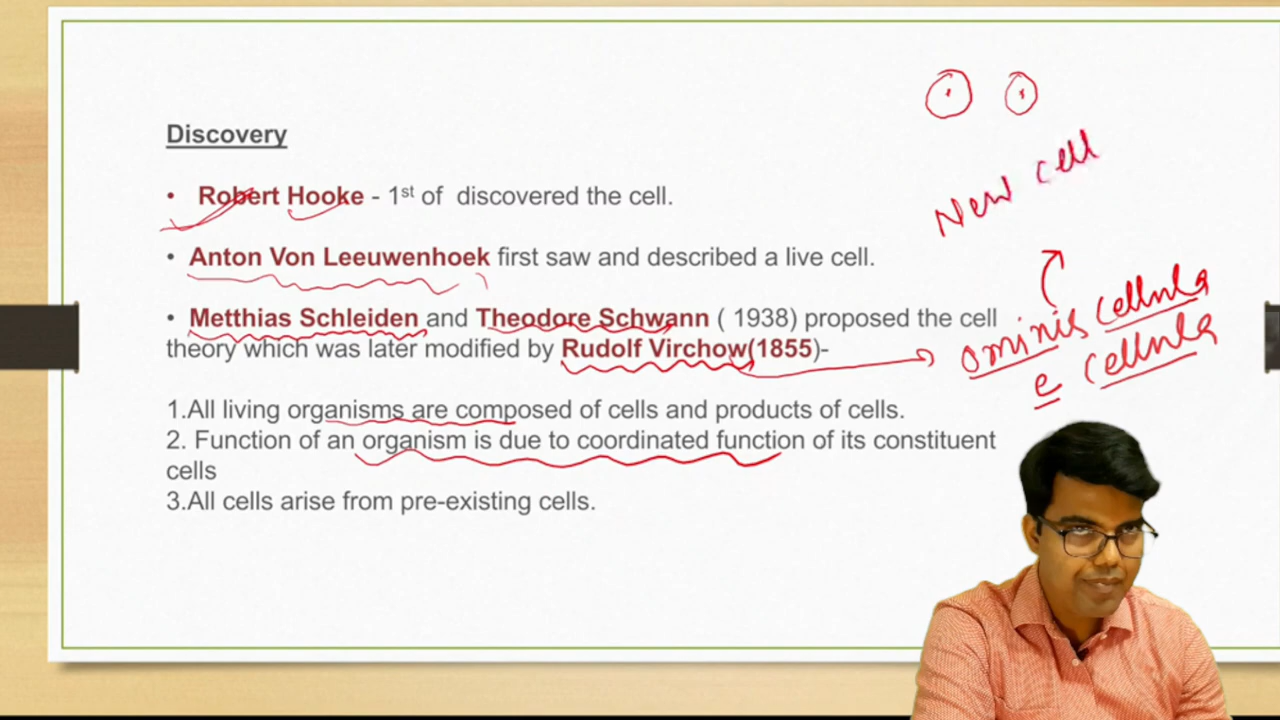 Discovery
• Robert Hooke - 1st of discovered the cell.
• Anton Von Leeuwenhoek first saw and described a live cell.
• Metthias Schleiden and Theodore Schwann ( 1938) proposed the cell
theory which was later modified by Rudolf Virchow(1855)-
1.All living organisms are composed of cells and products of cells.
2. Function of an organism is due to coordinated function of its constituent
cells
3.All cells arise from pre-existing cells.
New cell
ominis cellula
e cellula